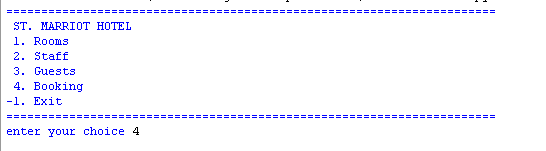 ======================================================================
ST. MARRIOT HOTEL
1. Rooms
2. Staff
3. Guests
4. Booking
-1. Exit
======================================================================
enter your choice 4